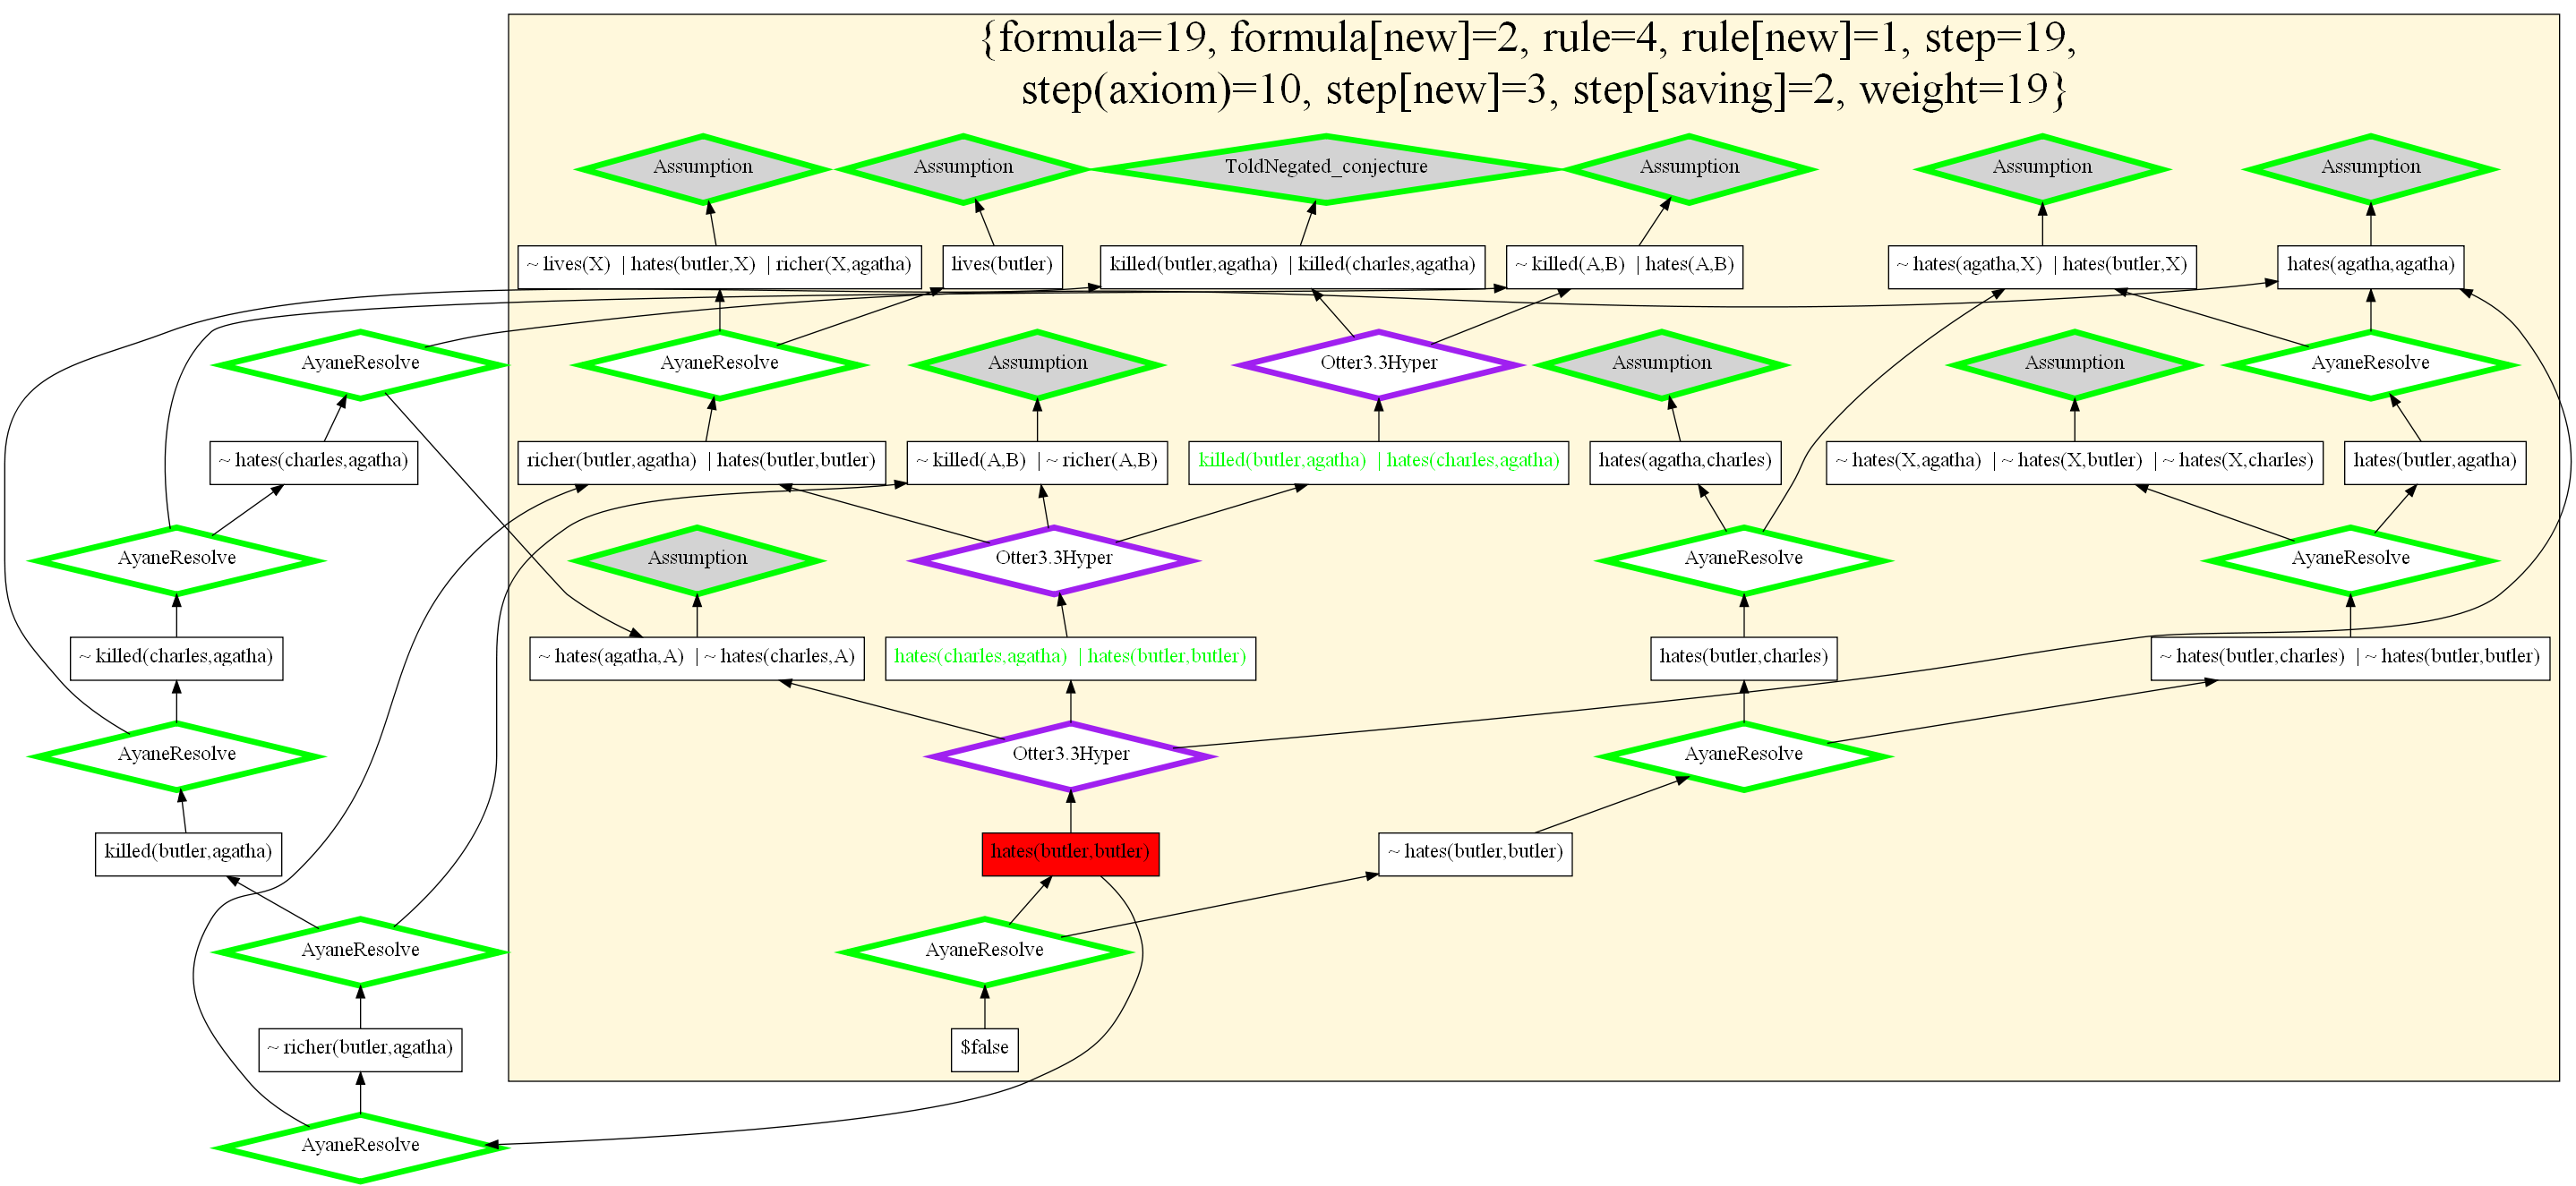 {formula=19, formula[new]=2, rule=4, rule[new]=1, step=19,
step(axiom)=10, step[new]=3, step[saving]=2, weight=19}
Assumption
Assumption
ToldNegated_conjecture
Assumption
Assumption
Assumption
~ lives(X) | hates(butler,X) | richer(X,agatha)
lives(butler)
killed(butler,agatha) | killed(charles,agatha)
~ killed(A,B) | hates(A,B)
~ hates(agatha,X) | hates(butler,X)
hates(agatha,agatha)
AyaneResolve
AyaneResolve
Assumption
Otter3.3Hyper
Assumption
Assumption
AyaneResolve
~ hates(charles,agatha)
richer(butler,agatha) | hates(butler,butler)
~ killed(A,B) | ~ richer(A,B)
killed(butler,agatha) | hates(charles,agatha)
hates(agatha,charles)
~ hates(X,agatha) | ~ hates(X,butler) | ~ hates(X,charles)
hates(butler,agatha)
AyaneResolve
Assumption
Otter3.3Hyper
AyaneResolve
AyaneResolve
~ killed(charles,agatha)
~ hates(agatha,A) | ~ hates(charles,A)
hates(charles,agatha) | hates(butler,butler)
hates(butler,charles)
~ hates(butler,charles) | ~ hates(butler,butler)
AyaneResolve
Otter3.3Hyper
AyaneResolve
killed(butler,agatha)
hates(butler,butler)
~ hates(butler,butler)
AyaneResolve
AyaneResolve
~ richer(butler,agatha)
$false
AyaneResolve